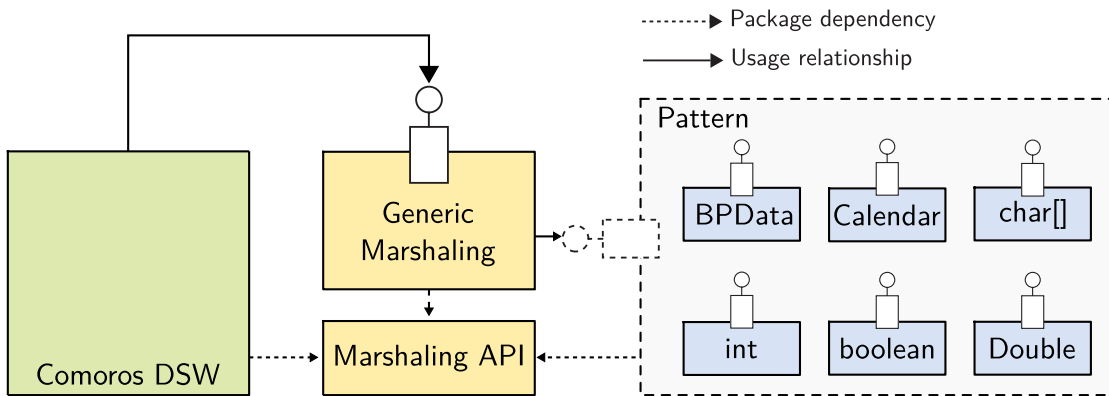 Package dependency
Usage relationship
Pattern
BPData
Calendar
char[]
Generic
Marshaling
int
boolean
Double
Marshaling API
Comoros DSW